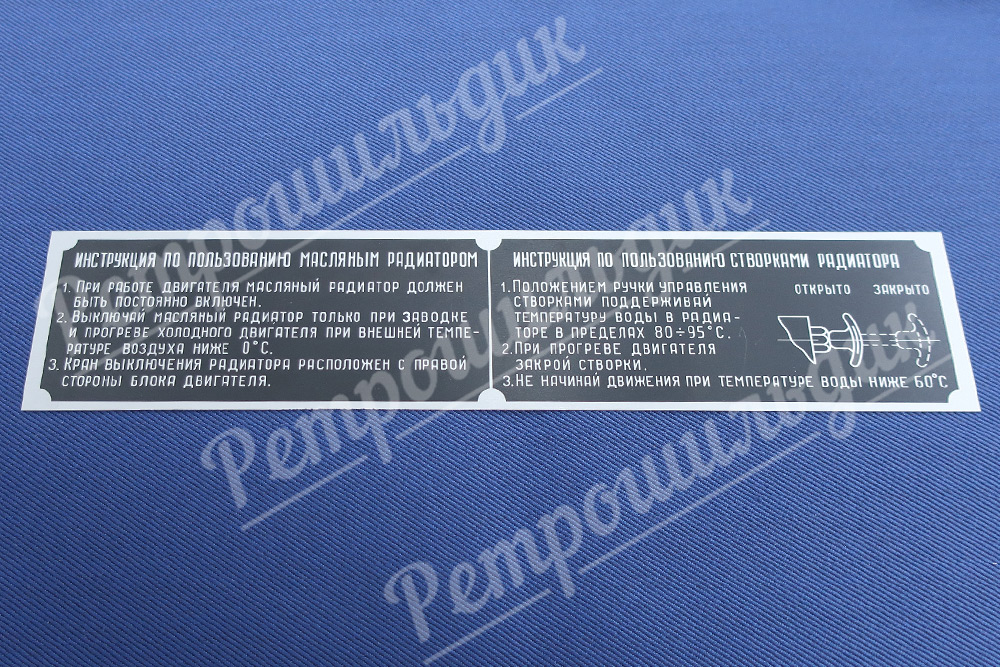 ИНСТРУКЦИЯ ПО ПОЛЬЗОВАНИЮ МАСЛЯНЫМ РАДИАТОРОМ
1. ПРИ РАБОТЕ ДВИГАТЕЛЯ МАСЛЯНЫЙ РАДИАТОР ДОЛЖЕН
БЫТЬ ПОСТОЯННО ВКЛЮЧЕН.
2. ВЫКЛЮЧАЙ МАСЛЯНЫЙ РАДИАТОР ТОЛЬКО ПРИ ЗАВОДКЕ
И ПРОГРЕВЕ ХОЛОДНОГО ДВИГАТЕЛЯ ПРИ ВНЕШНЕЙ ТЕМПЕ-
РАТУРЕ ВОЗДУХА НИЖЕ 0°С.
3. КРАН ВЫКЛЮЧЕНИЯ РАДИАТОРА РАСПОЛОЖЕН С ПРАВОЙ
СТОРОНЫ БЛОКА ДВИГАТЕЛЯ.
ИНСТРУКЦИЯ ПО ПОЛЬЗОВАНИЮ СТВОРКАМИ РАДИАТОРА
1. ПОЛОЖЕНИЕМ РУЧКИ УПРАВЛЕНИЯ
СТВОРКАМИ ПОДДЕРЖИВАЙ
ТЕМПЕРАТУРУ ВОДЫ В РАДИА-
ТОРЕ В ПРЕДЕЛАХ 80÷95°С.
2. ПРИ ПРОГРЕВЕ ДВИГАТЕЛЯ
ЗАКРОЙ СТВОРКИ.
3. НЕ НАЧИНАЙ ДВИЖЕНИЯ ПРИ ТЕМПЕРАТУРЕ ВОДЫ НИЖЕ 60°С
ОТКРЫТО ЗАКРЫТО
Ретрошильдик
Ретрошильдик
Ретрошильдик
Ретрошильдик